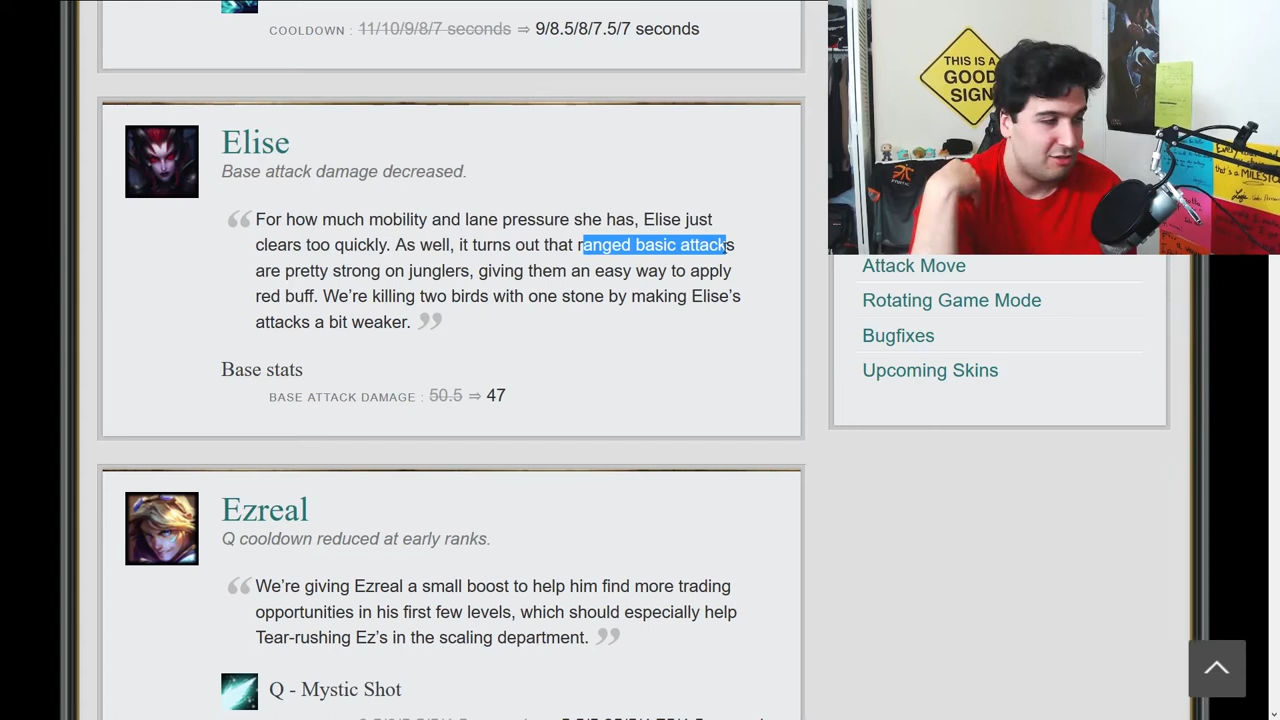 COOLDOWN : 11/10/9/8/7 seconds ⇒ 9/8.5/8/7.5/7 seconds
Elise
Base attack damage decreased.
“ For how much mobility and lane pressure she has, Elise just
clears too quickly. As well, it turns out that ranged basic attacks
are pretty strong on junglers, giving them an easy way to apply
red buff. We’re killing two birds with one stone by making Elise’s
attacks a bit weaker. ”
Base stats
BASE ATTACK DAMAGE : 50.5 ⇒ 47
Ezreal
Q cooldown reduced at early ranks.
“ We’re giving Ezreal a small boost to help him find more trading
opportunities in his first few levels, which should especially help
Tear-rushing Ez’s in the scaling department. ”
Q - Mystic Shot
THIS IS A
GOOD
SIGN
FNATIC
that's a MILESTO
Attack Move
Rotating Game Mode
Bugfixes
Upcoming Skins